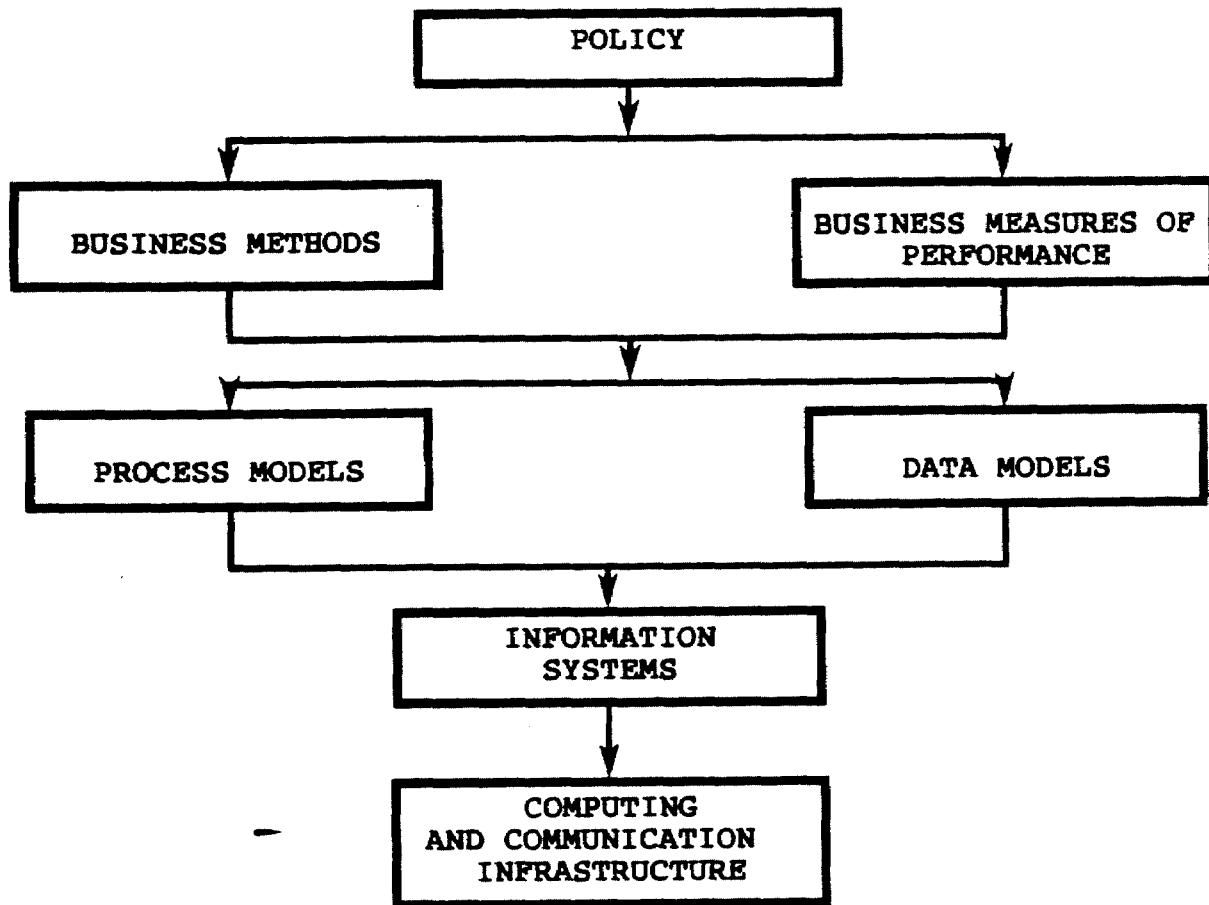 POLICY
BUSINESS METHODS
BUSINESS MEASURES OF
PERFORMANCE
PROCESS MODELS
DATA MODELS
INFORMATION
SYSTEMS
COMPUTING
AND COMMUNICATION
INFRASTRUCTURE